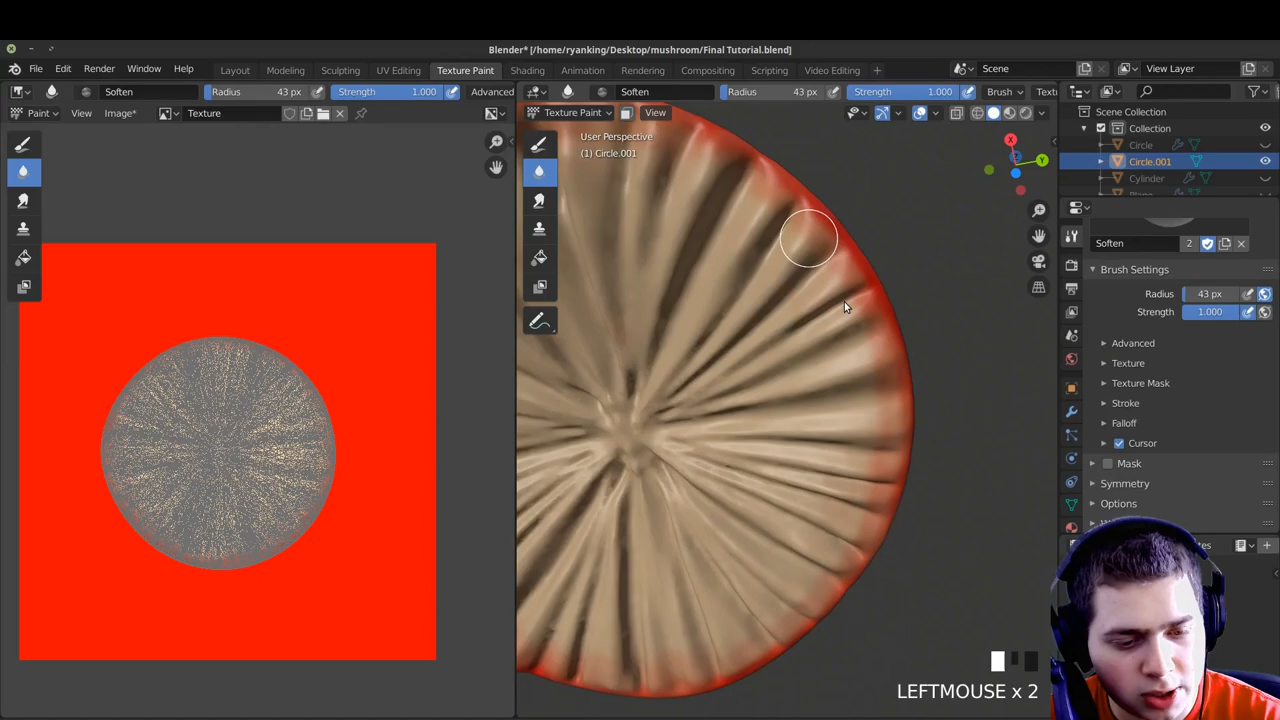 Blender* [/home/ryanking/Desktop/mushroom/Final Tutorial.blend]
File Edit Render Window Help Layout Modeling Sculpting UV Editing Texture Paint Shading Animation Rendering Compositing Scripting Video Editing + Scene View Layer
Soften Radius 43 px Strength 1.000 Advanced Soften Radius 43 px Strength 1.000 Brush Textu
Paint View Image* Texture Texture Paint View
User Perspective
(1) Circle.001
Scene Collection
Collection
Circle
Circle.001
Cylinder
Soften 2
Brush Settings
Radius 43 px
Strength 1.000
Advanced
Texture
Texture Mask
Stroke
Falloff
Cursor
Mask
Symmetry
Options
LEFTMOUSE x 2